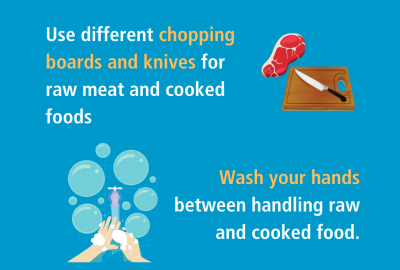 Use different chopping
boards and knives for
raw meat and cooked
foods
Wash your hands
between handling raw
and cooked food.